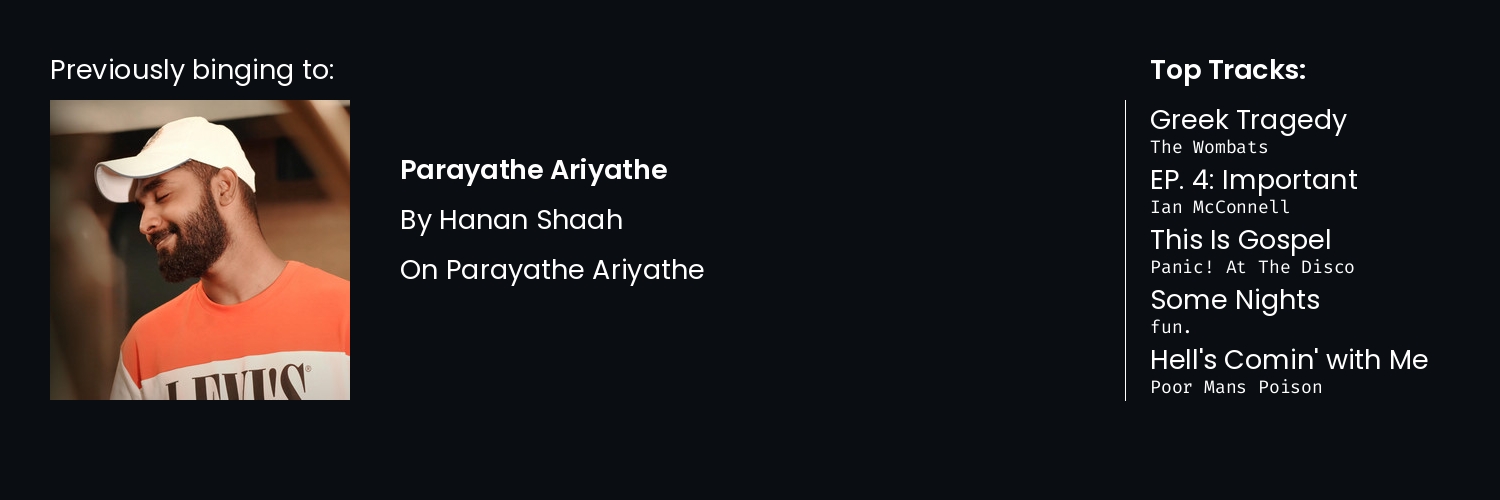 Previously binging to:
LEVI'S®
Parayathe Ariyathe
By Hanan Shaah
On Parayathe Ariyathe
Top Tracks:
Greek Tragedy
The Wombats
EP. 4: Important
Ian McConnell
This Is Gospel
Panic! At The Disco
Some Nights
fun.
Hell's Comin' with Me
Poor Mans Poison